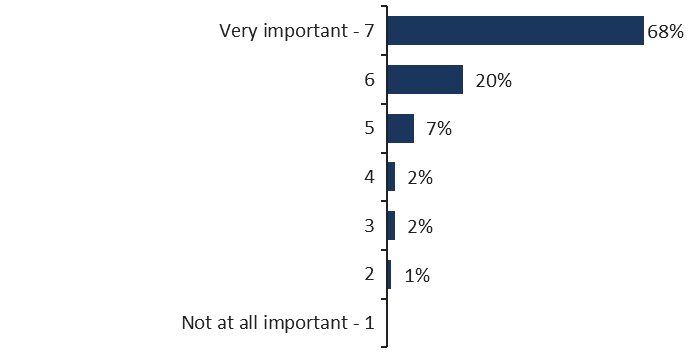 Very important - 7 68%
6 20%
5 7%
4 2%
3 2%
2 1%
Not at all important - 1